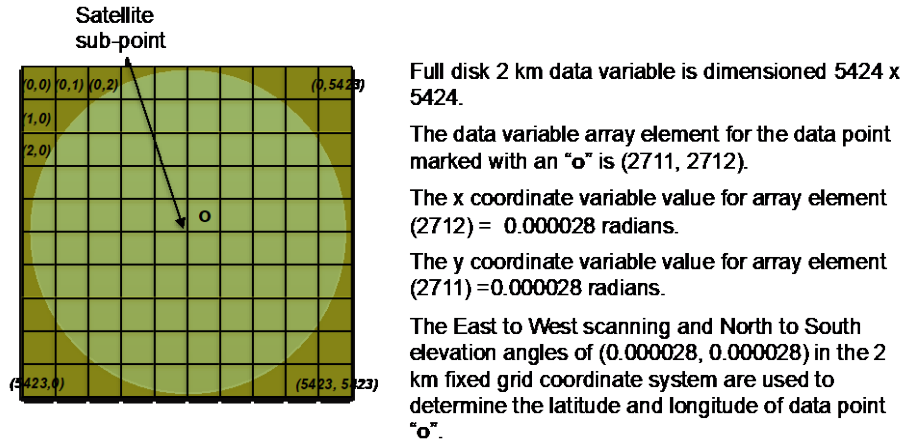 Satellite
sub-point
(0,0) (0,1) (0,2) (0,5423)
(1,0)
(2,0)
o
(5423,0) (5423, 5423)
Full disk 2 km data variable is dimensioned 5424 x
5424.
The data variable array element for the data point
marked with an “o” is (2711, 2712).
The x coordinate variable value for array element
(2712) = 0.000028 radians.
The y coordinate variable value for array element
(2711) =0.000028 radians.
The East to West scanning and North to South
elevation angles of (0.000028, 0.000028) in the 2
km fixed grid coordinate system are used to
determine the latitude and longitude of data point
“o”.